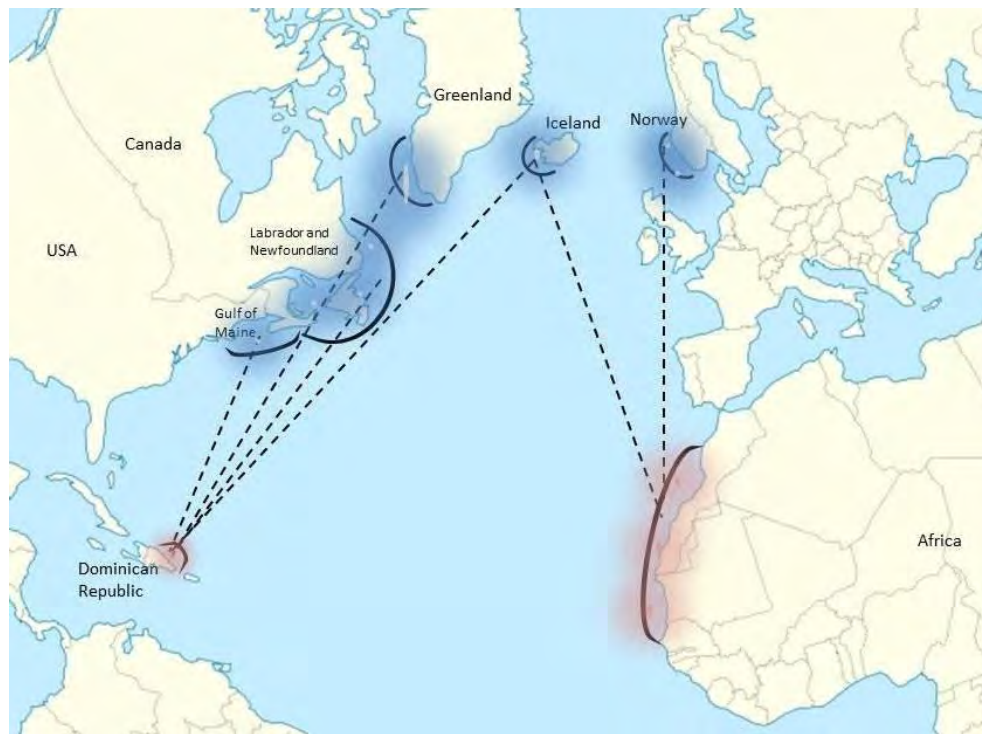 Greenland
Iceland
Norway
Canada
Labrador and
Newfoundland
USA
Gulf of
Maine
Africa
Dominican
Republic